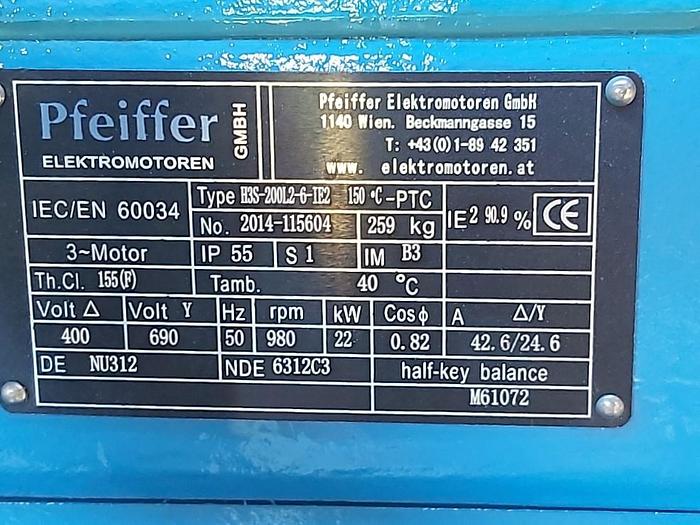 Pfeiffer GMBH
ELEKTROMOTOREN
Pfeiffer Elektromotoren GmbH
1140 Wien. Beckmanngasse 15
T: +43(0)1-89 42 351
www. elektromotoren.at
IEC/EN 60034
Type H3S-200L2-6-IE2 150 °C -PTC
No. 2014-115604 259 kg
IE2 90.9 % CE
3~Motor IP 55 S 1 IM B3
Th.Cl. 155(F) Tamb. 40 °C
Volt Δ Volt Y Hz rpm kW Cosϕ A Δ/Y
400 690 50 980 22 0.82 42.6/24.6
DE NU312 NDE 6312C3 half-key balance
M61072